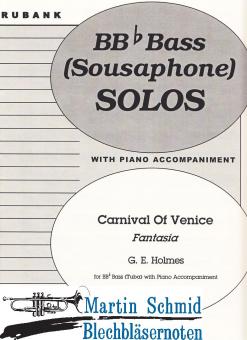 RUBANK
BB♭ Bass
(Sousaphone)
SOLOS
WITH PIANO ACCOMPANIMENT
Carnival Of Venice
Fantasia
G. E. Holmes
for BB♭ Bass (Tuba) with Piano Accompaniment
Martin Schmid
Blechbläsernoten